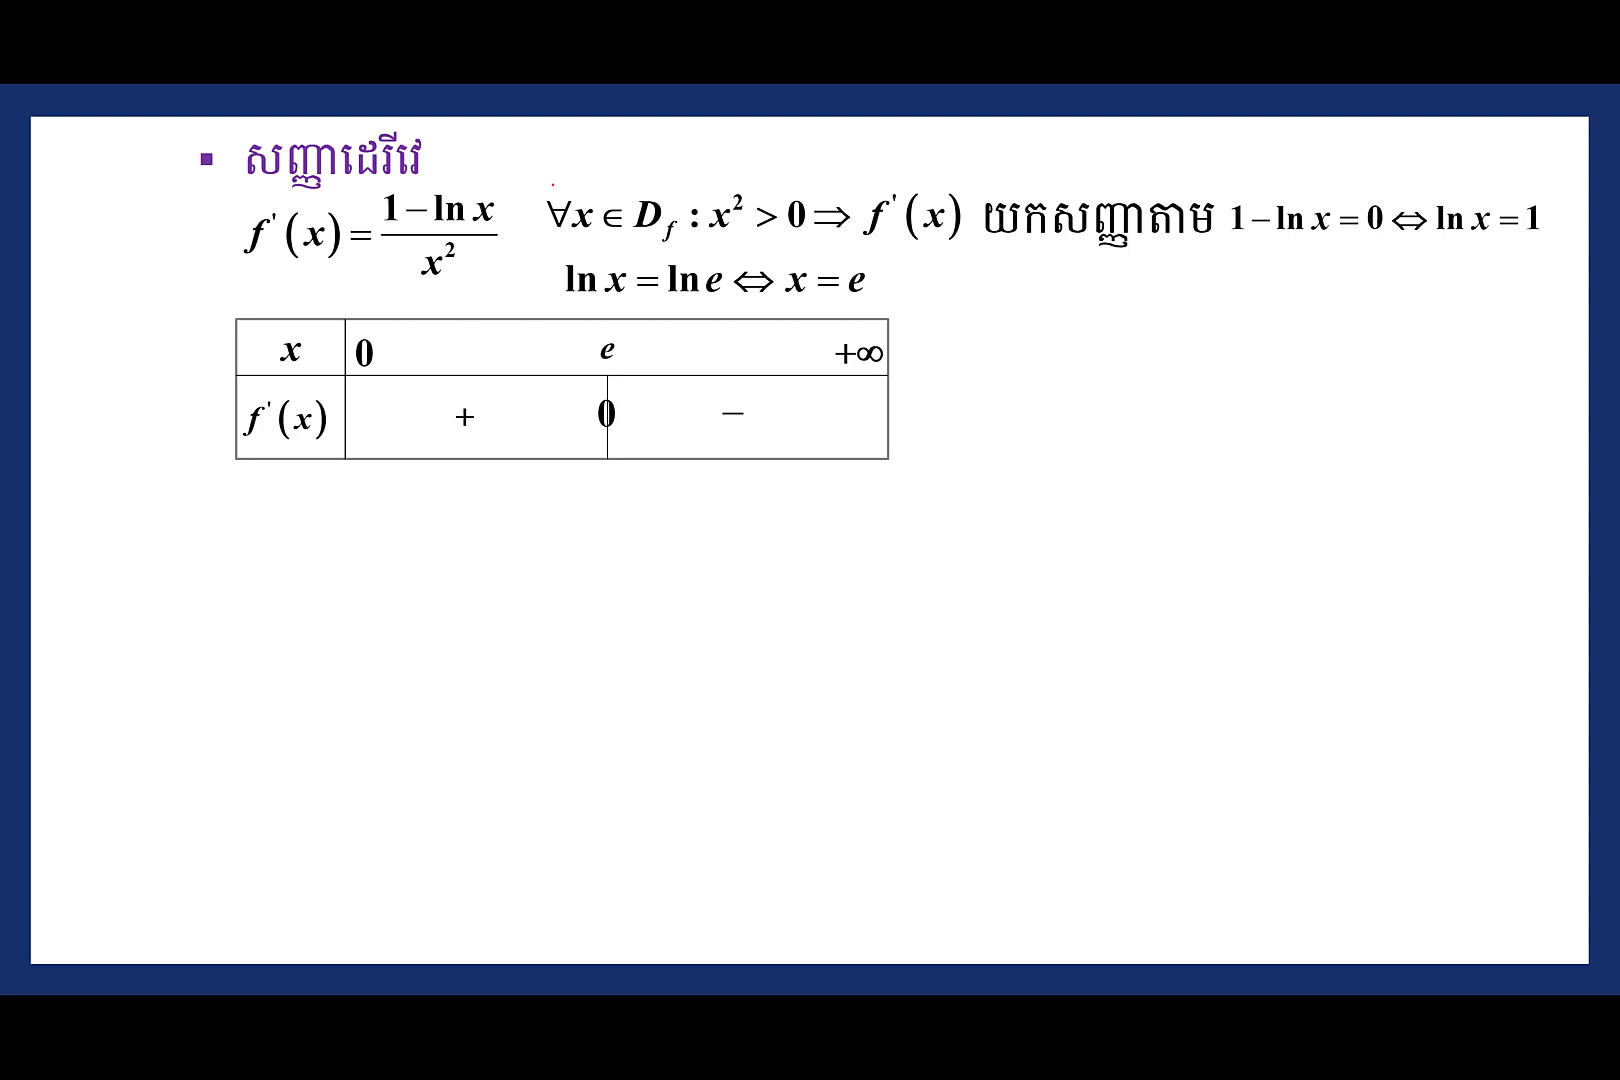 ▪ សញ្ញាដេរីវេ
f'(x) = (1 − ln x)/x² ∀x ∈ D_f : x² > 0 ⇒ f'(x) យកសញ្ញាតាម 1 − ln x = 0 ⇔ ln x = 1
ln x = ln e ⇔ x = e
x 0 e +∞
f'(x) + 0 −